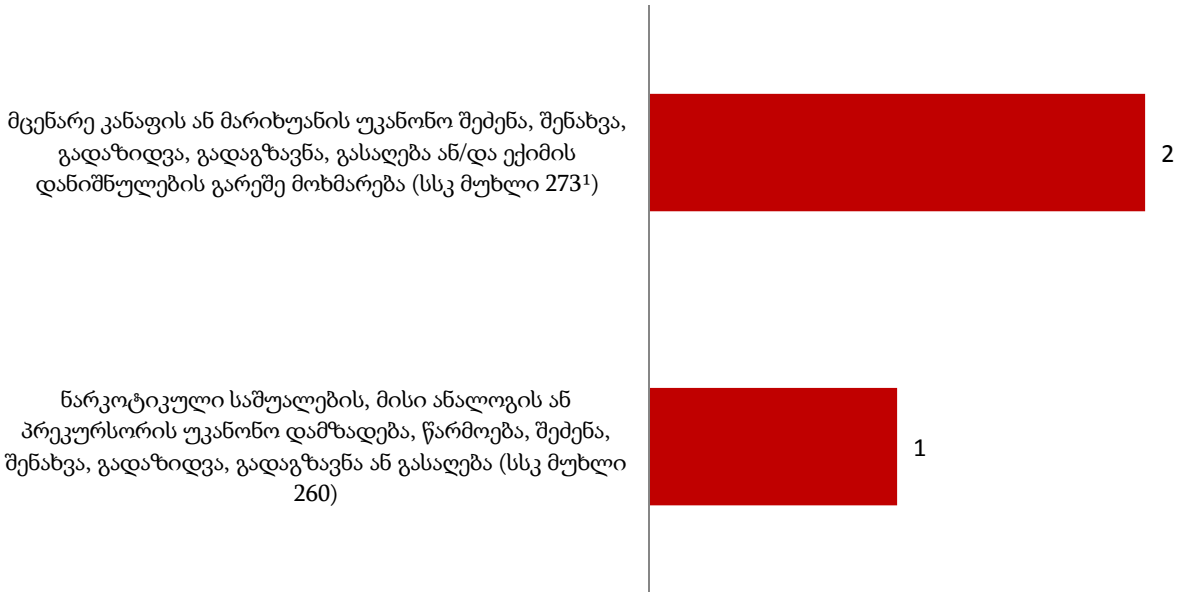 მცენარე კანაფის ან მარიხუანის უკანონო შეძენა, შენახვა,
გადაზიდვა, გადაგზავნა, გასაღება ან/და ექიმის
დანიშნულების გარეშე მოხმარება (სსკ მუხლი 273¹)
2
ნარკოტიკული საშუალების, მისი ანალოგის ან
პრეკურსორის უკანონო დამზადება, წარმოება, შეძენა,
შენახვა, გადაზიდვა, გადაგზავნა ან გასაღება (სსკ მუხლი
260)
1